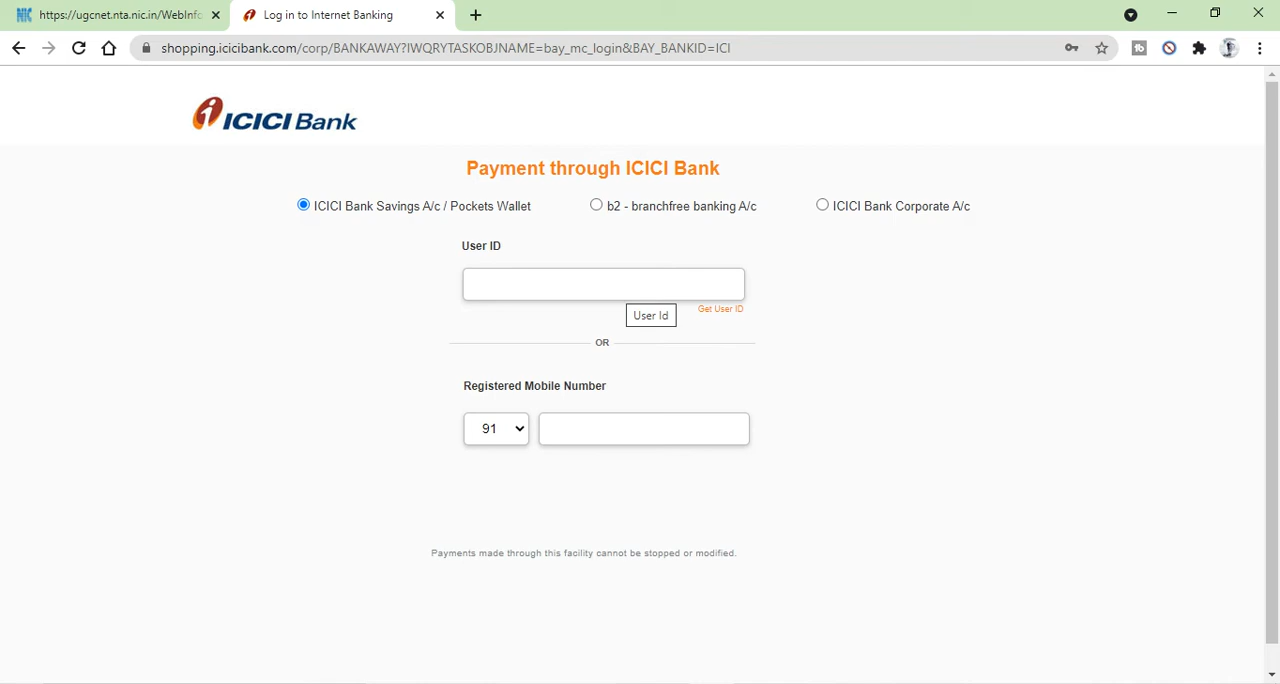 https://ugcnet.nta.nic.in/WebInfo
Log in to Internet Banking
shopping.icicibank.com/corp/BANKAWAY?IWQRYTASKOBJNAME=bay_mc_login&BAY_BANKID=ICI
ICICI Bank
Payment through ICICI Bank
ICICI Bank Savings A/c / Pockets Wallet b2 - branchfree banking A/c ICICI Bank Corporate A/c
User ID
Get User ID
User Id
OR
Registered Mobile Number
91
Payments made through this facility cannot be stopped or modified.